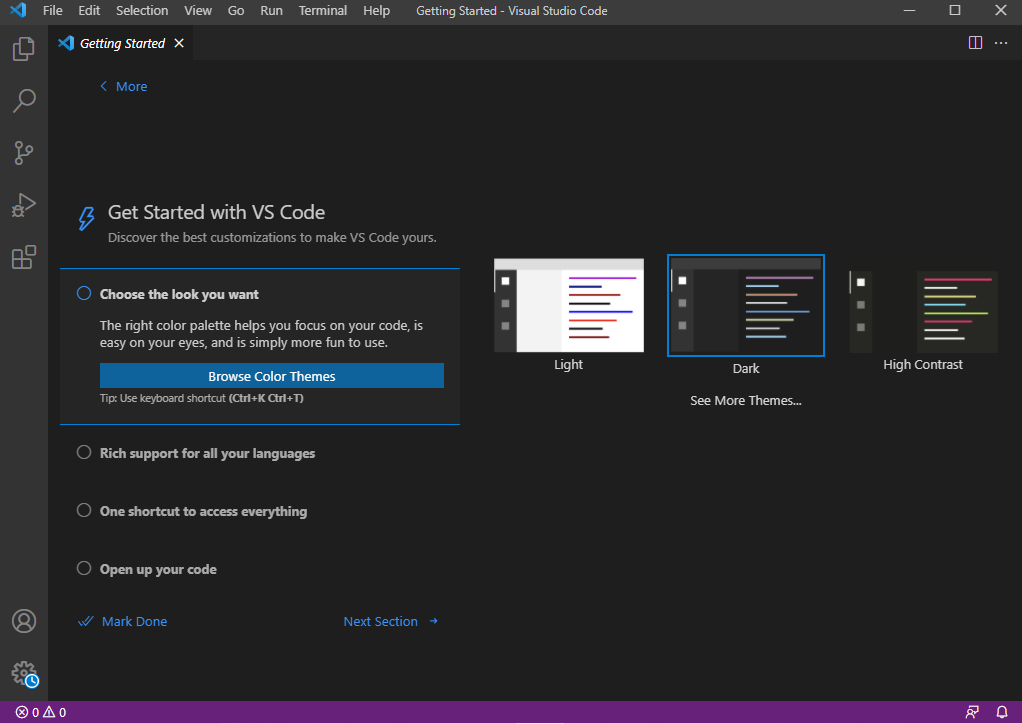 File Edit Selection View Go Run Terminal Help Getting Started - Visual Studio Code
Getting Started
More
Get Started with VS Code
Discover the best customizations to make VS Code yours.
Choose the look you want
The right color palette helps you focus on your code, is
easy on your eyes, and is simply more fun to use.
Browse Color Themes
Tip: Use keyboard shortcut (Ctrl+K Ctrl+T)
Rich support for all your languages
One shortcut to access everything
Open up your code
Mark Done Next Section
Light
Dark
High Contrast
See More Themes...
0 0